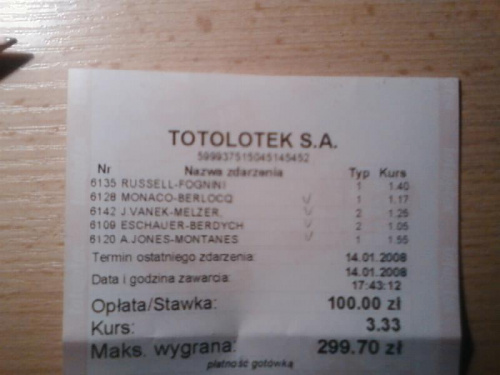 TOTOLOTEK S.A.
599937515045145452
Nr Nazwa zdarzenia Typ Kurs
6135 RUSSELL-FOGNINI 1 1.40
6128 MONACO-BERLOCQ 1 1.17
6142 J.VANEK-MELZER. 2 1.25
6109 ESCHAUER-BERDYCH 2 1.05
6120 A.JONES-MONTANES 1 1.55
Termin ostatniego zdarzenia: 14.01.2008
Data i godzina zawarcia: 14.01.2008
17:43:12
Opłata/Stawka: 100.00 zł
Kurs: 3.33
Maks. wygrana: 299.70 zł
płatność gotówką